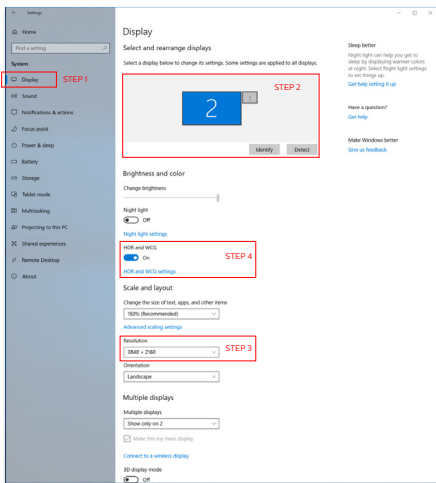 Settings
Home
Find a setting
System
Display
STEP 1
Sound
Notifications & actions
Focus assist
Power & sleep
Battery
Storage
Tablet mode
Multitasking
Projecting to this PC
Shared experiences
Remote Desktop
About
Display
Select and rearrange displays
Select a display below to change its settings. Some settings are applied to all displays.
STEP 2
2
1
Identify
Detect
Brightness and color
Change brightness
Night light
Off
Night light settings
HDR and WCG
On
STEP 4
HDR and WCG settings
Scale and layout
Change the size of text, apps, and other items
150% (Recommended)
Advanced scaling settings
Resolution
3840 × 2160
STEP 3
Orientation
Landscape
Multiple displays
Multiple displays
Show only on 2
Make this my main display
Connect to a wireless display
3D display mode
Off
Sleep better
Night light can help you get to
sleep by displaying warmer colors
at night. Select Night light settings
to set things up.
Get help setting it up
Have a question?
Get help
Make Windows better
Give us feedback